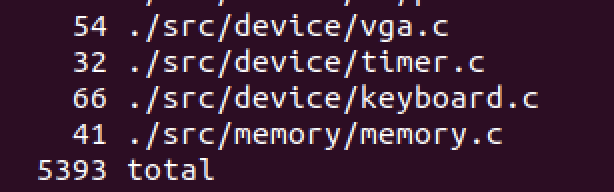 54 ./src/device/vga.c
32 ./src/device/timer.c
66 ./src/device/keyboard.c
41 ./src/memory/memory.c
5393 total